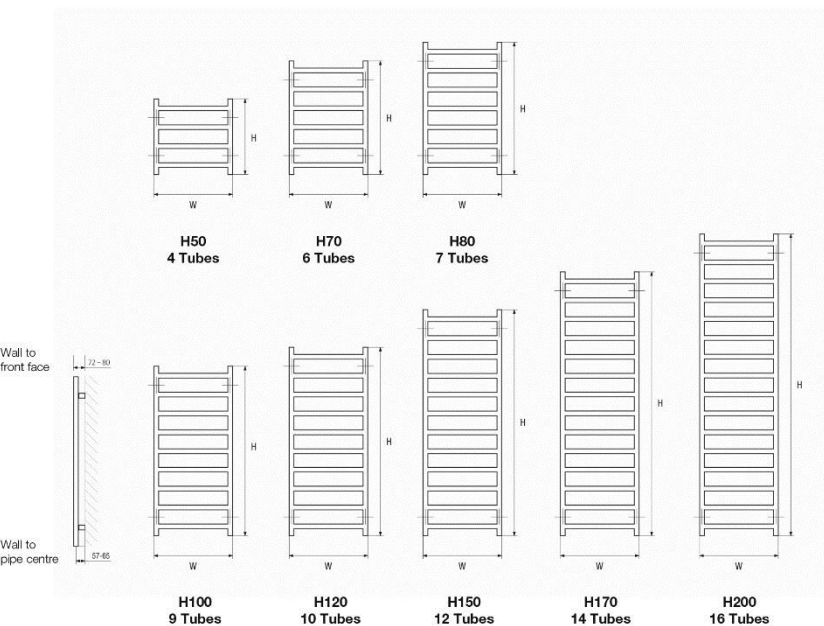 H
H
H
W
W
W
H50
4 Tubes
H70
6 Tubes
H80
7 Tubes
Wall to
front face
72 – 80
H
H
H
H
H
Wall to
pipe centre
57-65
W
W
W
W
W
H100
9 Tubes
H120
10 Tubes
H150
12 Tubes
H170
14 Tubes
H200
16 Tubes